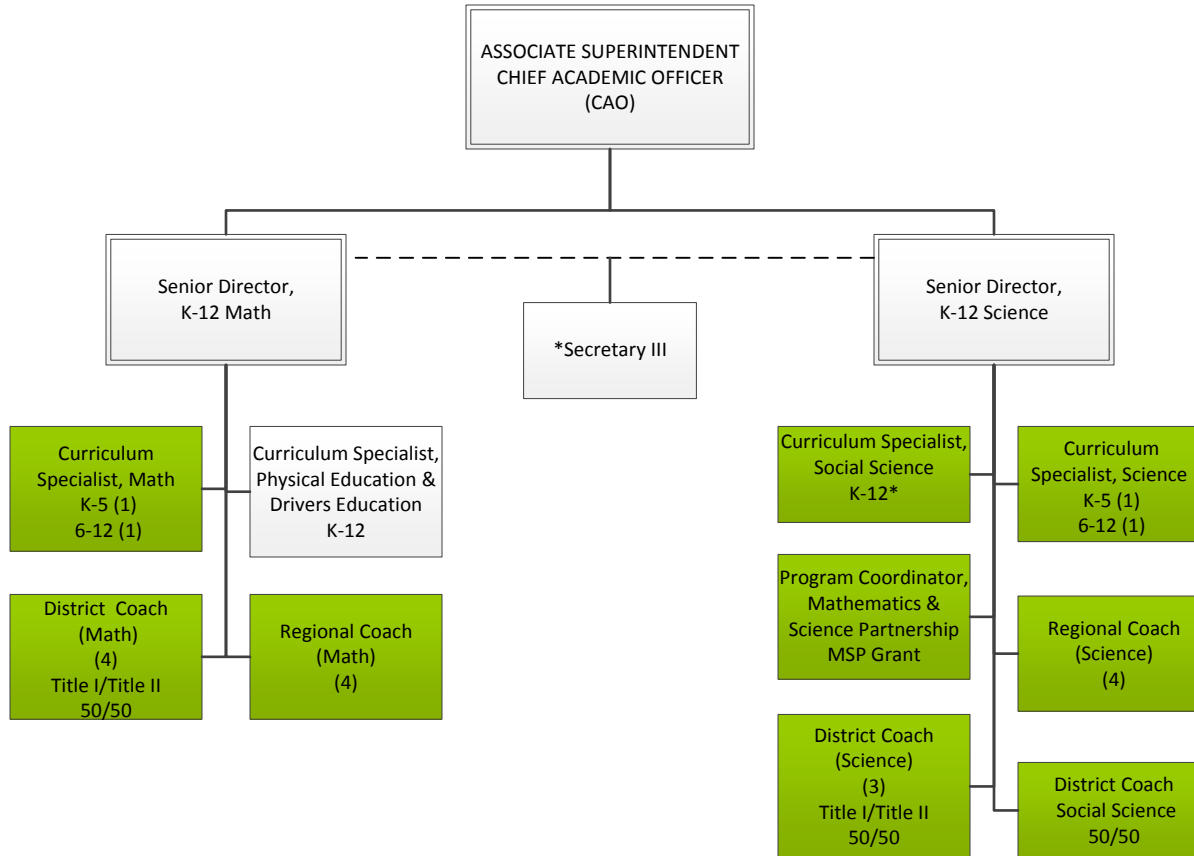 ASSOCIATE SUPERINTENDENT
CHIEF ACADEMIC OFFICER
(CAO)
Senior Director,
K-12 Math
*Secretary III
Senior Director,
K-12 Science
Curriculum
Specialist, Math
K-5 (1)
6-12 (1)
Curriculum Specialist,
Physical Education &
Drivers Education
K-12
Curriculum Specialist,
Social Science
K-12*
Curriculum
Specialist, Science
K-5 (1)
6-12 (1)
District Coach
(Math)
(4)
Title I/Title II
50/50
Regional Coach
(Math)
(4)
Program Coordinator,
Mathematics &
Science Partnership
MSP Grant
Regional Coach
(Science)
(4)
District Coach
(Science)
(3)
Title I/Title II
50/50
District Coach
Social Science
50/50